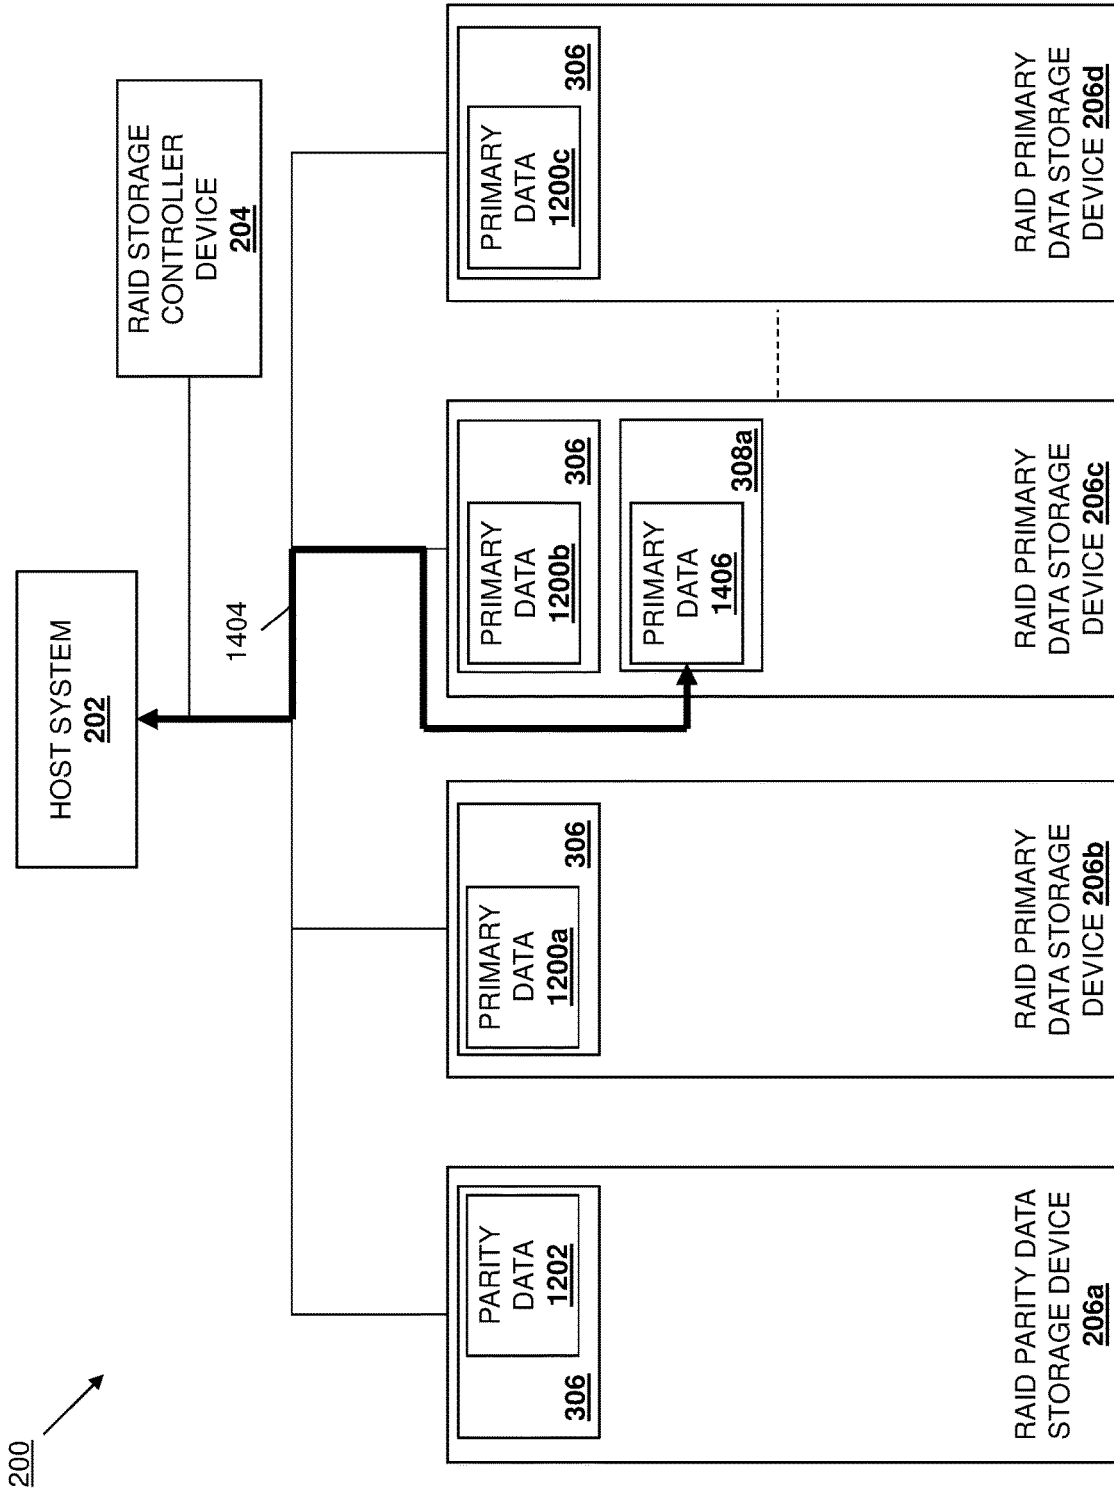 200
HOST SYSTEM
202
RAID STORAGE
CONTROLLER
DEVICE
204
1404
306
PARITY
DATA
1202
RAID PARITY DATA
STORAGE DEVICE
206a
PRIMARY
DATA
1200a
306
RAID PRIMARY
DATA STORAGE
DEVICE 206b
PRIMARY
DATA
1200b
306
PRIMARY
DATA
1406
308a
RAID PRIMARY
DATA STORAGE
DEVICE 206c
PRIMARY
DATA
1200c
306
RAID PRIMARY
DATA STORAGE
DEVICE 206d